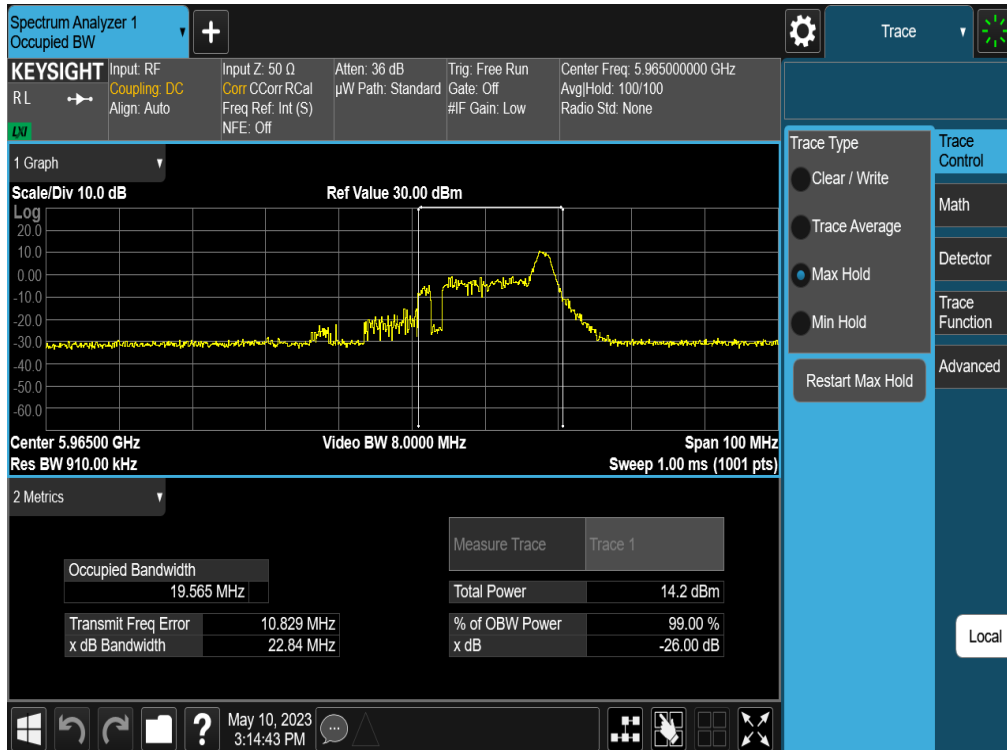 Spectrum Analyzer 1
Occupied BW
+
Trace
KEYSIGHT
RL
LXI
Input: RF
Coupling: DC
Align: Auto
Input Z: 50 Ω
Corr CCorr RCal
Freq Ref: Int (S)
NFE: Off
Atten: 36 dB
µW Path: Standard
Trig: Free Run
Gate: Off
#IF Gain: Low
Center Freq: 5.965000000 GHz
Avg|Hold: 100/100
Radio Std: None
1 Graph
Scale/Div 10.0 dB
Ref Value 30.00 dBm
Log
20.0
10.0
0.00
-10.0
-20.0
-30.0
-40.0
-50.0
-60.0
Center 5.96500 GHz
Video BW 8.0000 MHz
Span 100 MHz
Res BW 910.00 kHz
Sweep 1.00 ms (1001 pts)
2 Metrics
Measure Trace
Trace 1
Occupied Bandwidth
19.565 MHz
Total Power
14.2 dBm
Transmit Freq Error
10.829 MHz
% of OBW Power
99.00 %
x dB Bandwidth
22.84 MHz
x dB
-26.00 dB
Trace Type
Clear / Write
Trace Average
Max Hold
Min Hold
Restart Max Hold
Trace
Control
Math
Detector
Trace
Function
Advanced
Local
?
May 10, 2023
3:14:43 PM